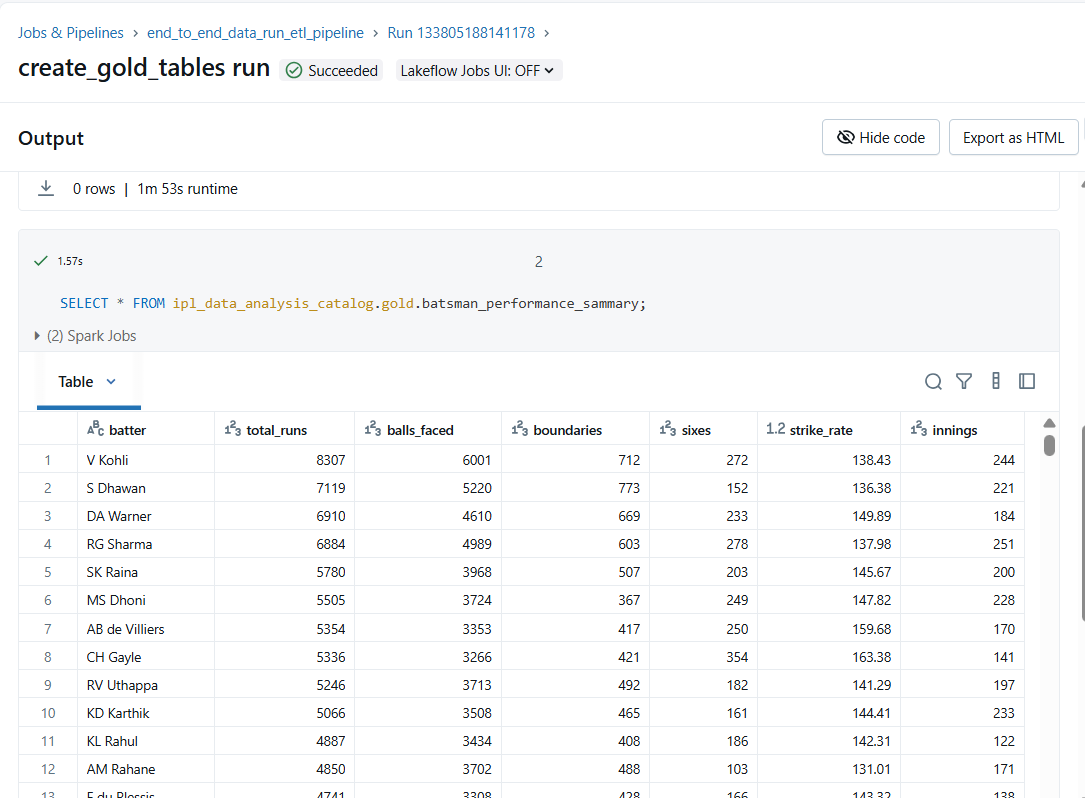 Jobs & Pipelines > end_to_end_data_run_etl_pipeline > Run 133805188141178 >
create_gold_tables run Succeeded Lakeflow Jobs UI: OFF
Output Hide code Export as HTML
0 rows | 1m 53s runtime
1.57s 2
SELECT * FROM ipl_data_analysis_catalog.gold.batsman_performance_sammary;
(2) Spark Jobs
Table
ABC batter 123 total_runs 123 balls_faced 123 boundaries 123 sixes 1.2 strike_rate 123 innings
1 V Kohli 8307 6001 712 272 138.43 244
2 S Dhawan 7119 5220 773 152 136.38 221
3 DA Warner 6910 4610 669 233 149.89 184
4 RG Sharma 6884 4989 603 278 137.98 251
5 SK Raina 5780 3968 507 203 145.67 200
6 MS Dhoni 5505 3724 367 249 147.82 228
7 AB de Villiers 5354 3353 417 250 159.68 170
8 CH Gayle 5336 3266 421 354 163.38 141
9 RV Uthappa 5246 3713 492 182 141.29 197
10 KD Karthik 5066 3508 465 161 144.41 233
11 KL Rahul 4887 3434 408 186 142.31 122
12 AM Rahane 4850 3702 488 103 131.01 171
13 F du Plessis 4741 3308 428 166 143.32 138